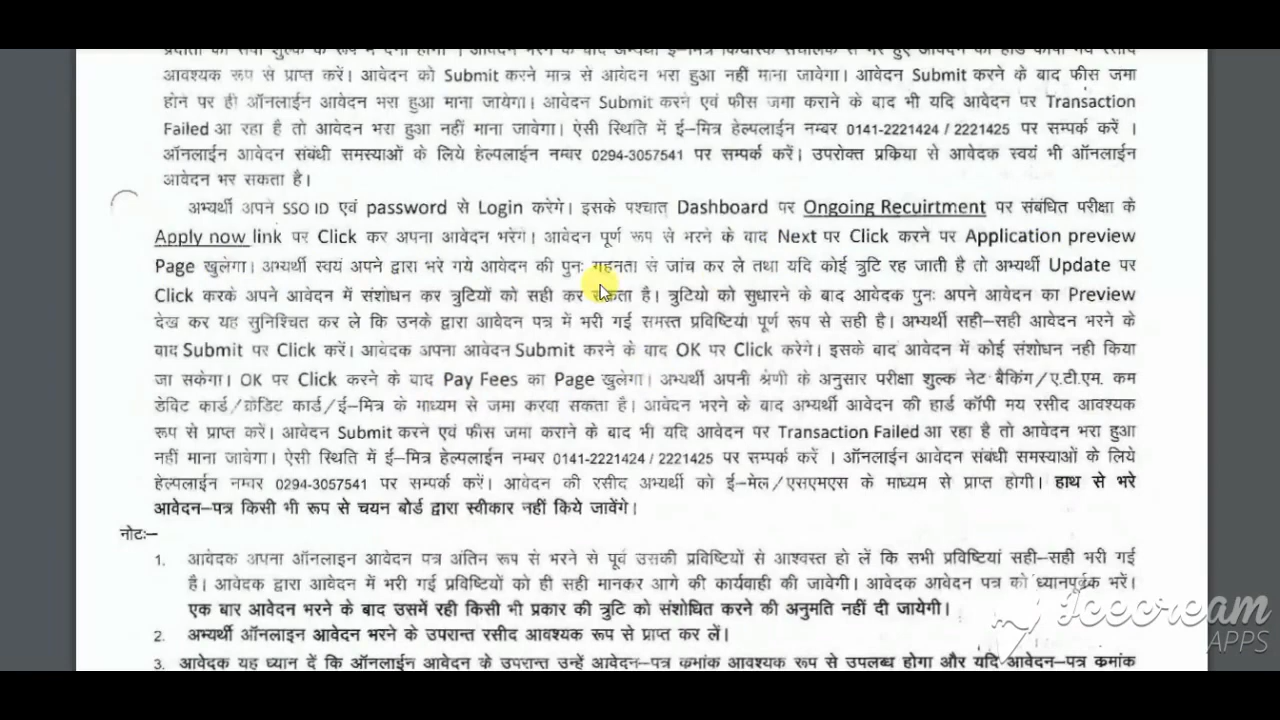 प्रदाता को सेवा शुल्क के रूप में देना होगा । आवेदन भरने के बाद अभ्यर्थी ई–मित्र कियोस्क संचालक से भरे हुए आवेदन की हार्ड कॉपी मय रसीद
आवश्यक रूप से प्राप्त करें। आवेदन को Submit करने मात्र से आवेदन भरा हुआ नहीं माना जावेगा। आवेदन Submit करने के बाद फीस जमा
होने पर ही ऑनलाईन आवेदन भरा हुआ माना जायेगा। आवेदन Submit करने एवं फीस जमा कराने के बाद भी यदि आवेदन पर Transaction
Failed आ रहा है तो आवेदन भरा हुआ नहीं माना जावेगा। ऐसी स्थिति में ई–मित्र हेल्पलाईन नम्बर 0141-2221424 / 2221425 पर सम्पर्क करें ।
ऑनलाईन आवेदन संबंधी समस्याओं के लिये हेल्पलाईन नम्बर 0294-3057541 पर सम्पर्क करें। उपरोक्त प्रकिया से आवेदक स्वयं भी ऑनलाईन
आवेदन भर सकता है।
अभ्यर्थी अपने SSO ID एवं password से Login करेगे। इसके पश्चात Dashboard पर Ongoing Recuirtment पर संबंधित परीक्षा के
Apply now link पर Click कर अपना आवेदन भरेगे। आवेदन पूर्ण रूप से भरने के बाद Next पर Click करने पर Application preview
Page खुलेगा। अभ्यर्थी स्वयं अपने द्वारा भरे गये आवेदन की पुनः गहनता से जांच कर ले तथा यदि कोई त्रुटि रह जाती है तो अभ्यर्थी Update पर
Click करके अपने आवेदन में संशोधन कर त्रुटियों को सही कर सकता है। त्रुटियो को सुधारने के बाद आवेदक पुनः अपने आवेदन का Preview
देख कर यह सुनिश्चित कर ले कि उनके द्वारा आवेदन पत्र में भरी गई समस्त प्रविष्टियां पूर्ण रूप से सही है। अभ्यर्थी सही–सही आवेदन भरने के
बाद Submit पर Click करें। आवेदक अपना आवेदन Submit करने के बाद OK पर Click करेगे। इसके बाद आवेदन में कोई संशोधन नही किया
जा सकेगा। OK पर Click करने के बाद Pay Fees का Page खुलेगा। अभ्यर्थी अपनी श्रेणी के अनुसार परीक्षा शुल्क नेट बैकिंग/ए.टी.एम. कम
डेविट कार्ड/क्रेडिट कार्ड/ई–मित्र के माध्यम से जमा करवा सकता है। आवेदन भरने के बाद अभ्यर्थी आवेदन की हार्ड कॉपी मय रसीद आवश्यक
रूप से प्राप्त करें। आवेदन Submit करने एवं फीस जमा कराने के बाद भी यदि आवेदन पर Transaction Failed आ रहा है तो आवेदन भरा हुआ
नहीं माना जावेगा। ऐसी स्थिति में ई–मित्र हेल्पलाईन नम्बर 0141-2221424 / 2221425 पर सम्पर्क करें । ऑनलाईन आवेदन संबंधी समस्याओं के लिये
हेल्पलाईन नम्बर 0294-3057541 पर सम्पर्क करें। आवेदन की रसीद अभ्यर्थी को ई–मेल/एसएमएस के माध्यम से प्राप्त होगी। हाथ से भरे
आवेदन–पत्र किसी भी रूप से चयन बोर्ड द्वारा स्वीकार नहीं किये जावेंगे।
नोटः–
1. आवेदक अपना ऑनलाइन आवेदन पत्र अंतिम रूप से भरने से पूर्व उसकी प्रविष्टियों से आश्वस्त हो लें कि सभी प्रविष्टियां सही–सही भरी गई
है। आवेदक द्वारा आवेदन में भरी गई प्रविष्टियों को ही सही मानकर आगे की कार्यवाही की जावेगी। आवेदक आवेदन पत्र को ध्यानपूर्वक भरें।
एक बार आवेदन भरने के बाद उसमें रही किसी भी प्रकार की त्रुटि को संशोधित करने की अनुमति नहीं दी जायेगी।
2. अभ्यर्थी ऑनलाइन आवेदन भरने के उपरान्त रसीद आवश्यक रूप से प्राप्त कर लें।
3. आवेदक यह ध्यान दें कि ऑनलाईन आवेदन के उपरान्त उन्हें आवेदन–पत्र कमांक आवश्यक रूप से उपलब्ध होगा और यदि आवेदन–पत्र कमांक
icecream
APPS